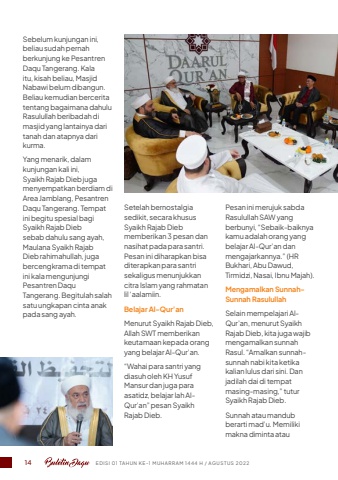 Sebelum kunjungan ini,
beliau sudah pernah
berkunjung ke Pesantren
Daqu Tangerang. Kala
itu, kisah beliau, Masjid
Nabawi belum dibangun.
Beliau kemudian bercerita
tentang bagaimana dahulu
Rasulullah beribadah di
masjid yang lantainya dari
tanah dan atapnya dari
kurma.
Yang menarik, dalam
kunjungan kali ini,
Syaikh Rajab Dieb juga
menyempatkan berdiam di
Area Jamblang, Pesantren
Daqu Tangerang. Tempat
ini begitu spesial bagi
Syaikh Rajab Dieb
sebab dahulu sang ayah,
Maulana Syaikh Rajab
Dieb rahimahullah, juga
bercengkrama di tempat
ini kala mengunjungi
Pesantren Daqu
Tangerang. Begitulah salah
satu ungkapan cinta anak
pada sang ayah.
DAARUL
QUR'AN
Setelah bernostalgia
sedikit, secara khusus
Syaikh Rajab Dieb
memberikan 3 pesan dan
nasihat pada para santri.
Pesan ini diharapkan bisa
diterapkan para santri
sekaligus menunjukkan
citra Islam yang rahmatan
lil 'aalamiin.
Belajar Al-Qur'an
Menurut Syaikh Rajab Dieb,
Allah SWT memberikan
keutamaan kepada orang
yang belajar Al-Qur'an.
"Wahai para santri yang
diasuh oleh KH Yusuf
Mansur dan juga para
asatidz, belajar lah Al-
Qur'an" pesan Syaikh
Rajab Dieb.
Pesan ini merujuk sabda
Rasulullah SAW yang
berbunyi, "Sebaik-baiknya
kamu adalah orang yang
belajar Al-Qur'an dan
mengajarkannya." (HR
Bukhari, Abu Dawud,
Tirmidzi, Nasai, Ibnu Majah).
Mengamalkan Sunnah-
Sunnah Rasulullah
Selain mempelajari Al-
Qur'an, menurut Syaikh
Rajab Dieb, kita juga wajib
mengamalkan sunnah
Rasul. "Amalkan sunnah-
sunnah nabi kita ketika
kalian lulus dari sini. Dan
jadilah dai di tempat
masing-masing," tutur
Syaikh Rajab Dieb.
Sunnah atau mandub
berarti mad'u. Memiliki
makna diminta atau
14 Buletin Daqu EDISI 01 TAHUN KE-1 MUHARRAM 1444 H / AGUSTUS 2022